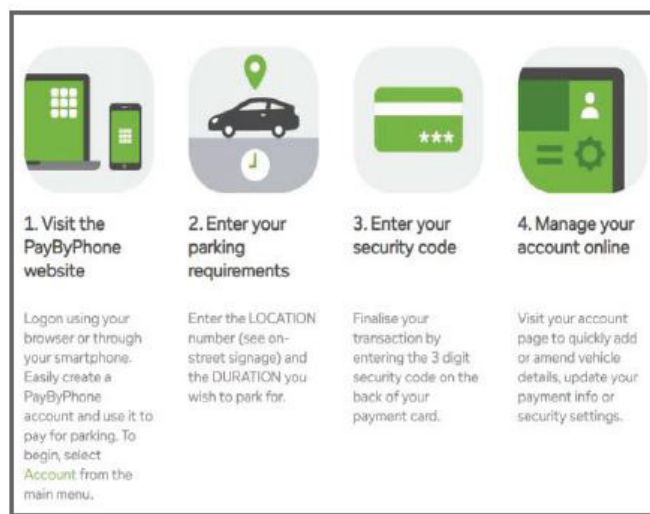 ***
1. Visit the
PayByPhone
website
Logon using your
browser or through
your smartphone.
Easily create a
PayByPhone
account and use it to
pay for parking. To
begin, select
Account from the
main menu.
2. Enter your
parking
requirements
Enter the LOCATION
number (see on-
street signage) and
the DURATION you
wish to park for.
3. Enter your
security code
Finalise your
transaction by
entering the 3 digit
security code on the
back of your
payment card.
4. Manage your
account online
Visit your account
page to quickly add
or amend vehicle
details, update your
payment info or
security settings.